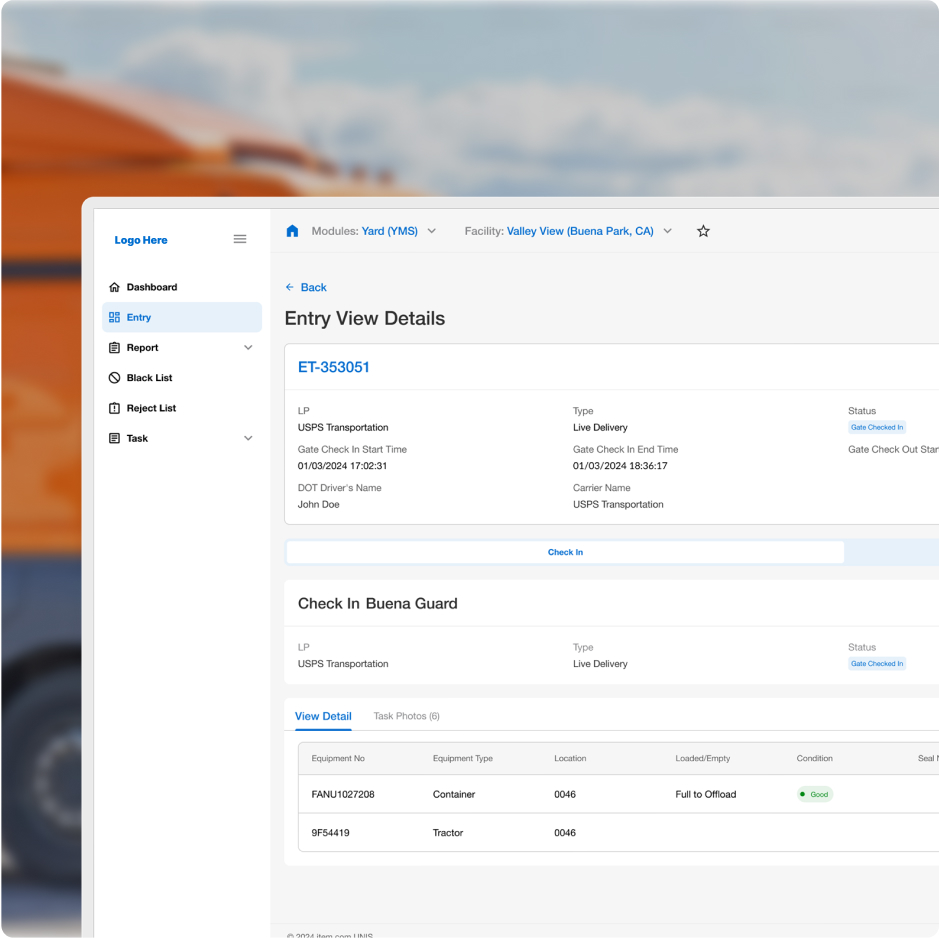 Logo Here
Modules: Yard (YMS)
Facility: Valley View (Buena Park, CA)
Dashboard
Entry
Report
Black List
Reject List
Task
Back
Entry View Details
ET-353051
LP Type Status
USPS Transportation Live Delivery Gate Checked In
Gate Check In Start Time Gate Check In End Time Gate Check Out Star
01/03/2024 17:02:31 01/03/2024 18:36:17
DOT Driver's Name Carrier Name
John Doe USPS Transportation
Check In
Check In Buena Guard
LP Type Status
USPS Transportation Live Delivery Gate Checked In
View Detail Task Photos (6)
Equipment No Equipment Type Location Loaded/Empty Condition Seal
FANU1027208 Container 0046 Full to Offload Good
9F54419 Tractor 0046
© 2024 item.com UNIS